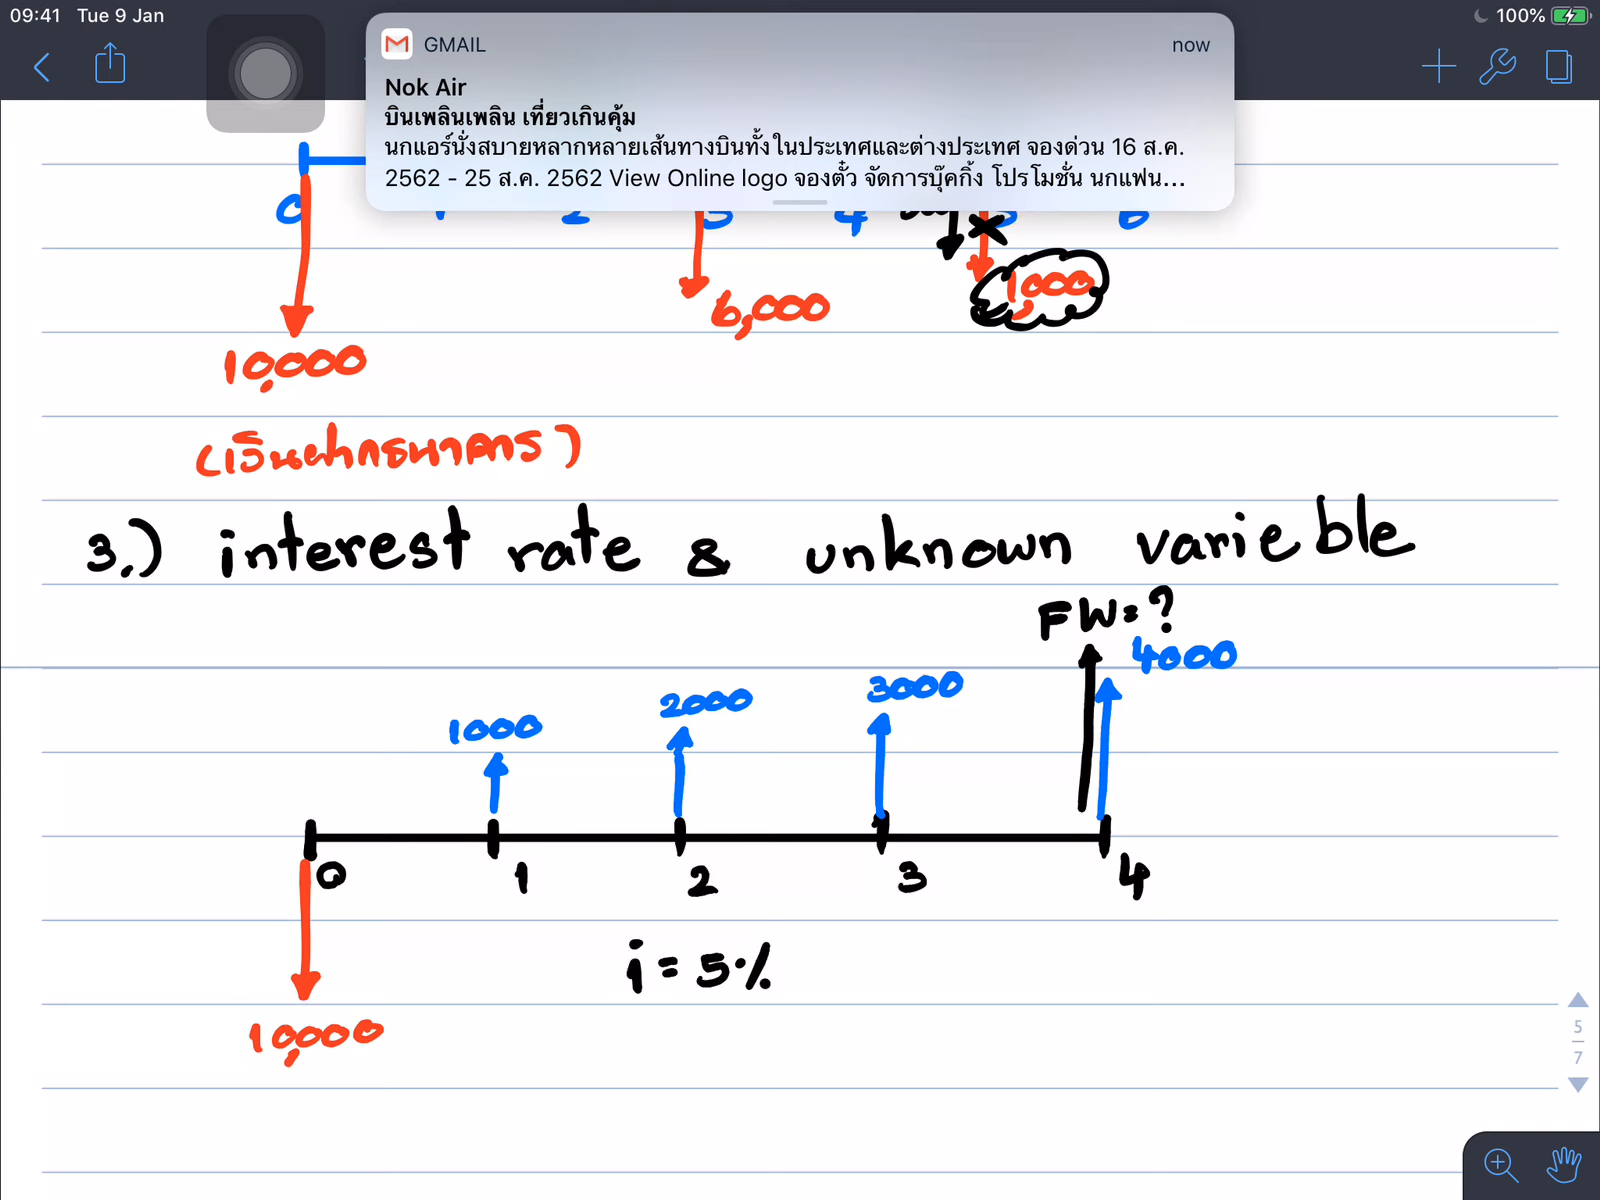 09:41 Tue 9 Jan
100%
GMAIL
now
Nok Air
บินเพลินเพลิน เที่ยวเกินคุ้ม
นกแอร์นั่งสบายหลากหลายเส้นทางบินทั้งในประเทศและต่างประเทศ จองด่วน 16 ส.ค.
2562 - 25 ส.ค. 2562 View Online logo จองตั๋ว จัดการบุ๊คกิ้ง โปรโมชั่น นกแฟน...
0 1 2 3 4 5 6
1,000
6,000
10,000
(เงินฝากธนาคาร)
3.) interest rate & unknown varieble
FW=?
4000
3000
2000
1000
0 1 2 3 4
i = 5%
10,000
5
7